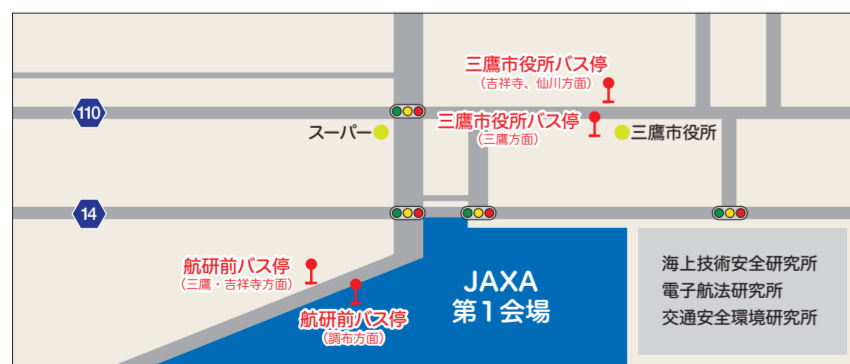 三鷹市役所バス停
（吉祥寺、仙川方面）
110
三鷹市役所バス停
（三鷹方面）
スーパー
三鷹市役所
14
航研前バス停
（三鷹・吉祥寺方面）
航研前バス停
（調布方面）
JAXA
第1会場
海上技術安全研究所
電子航法研究所
交通安全環境研究所